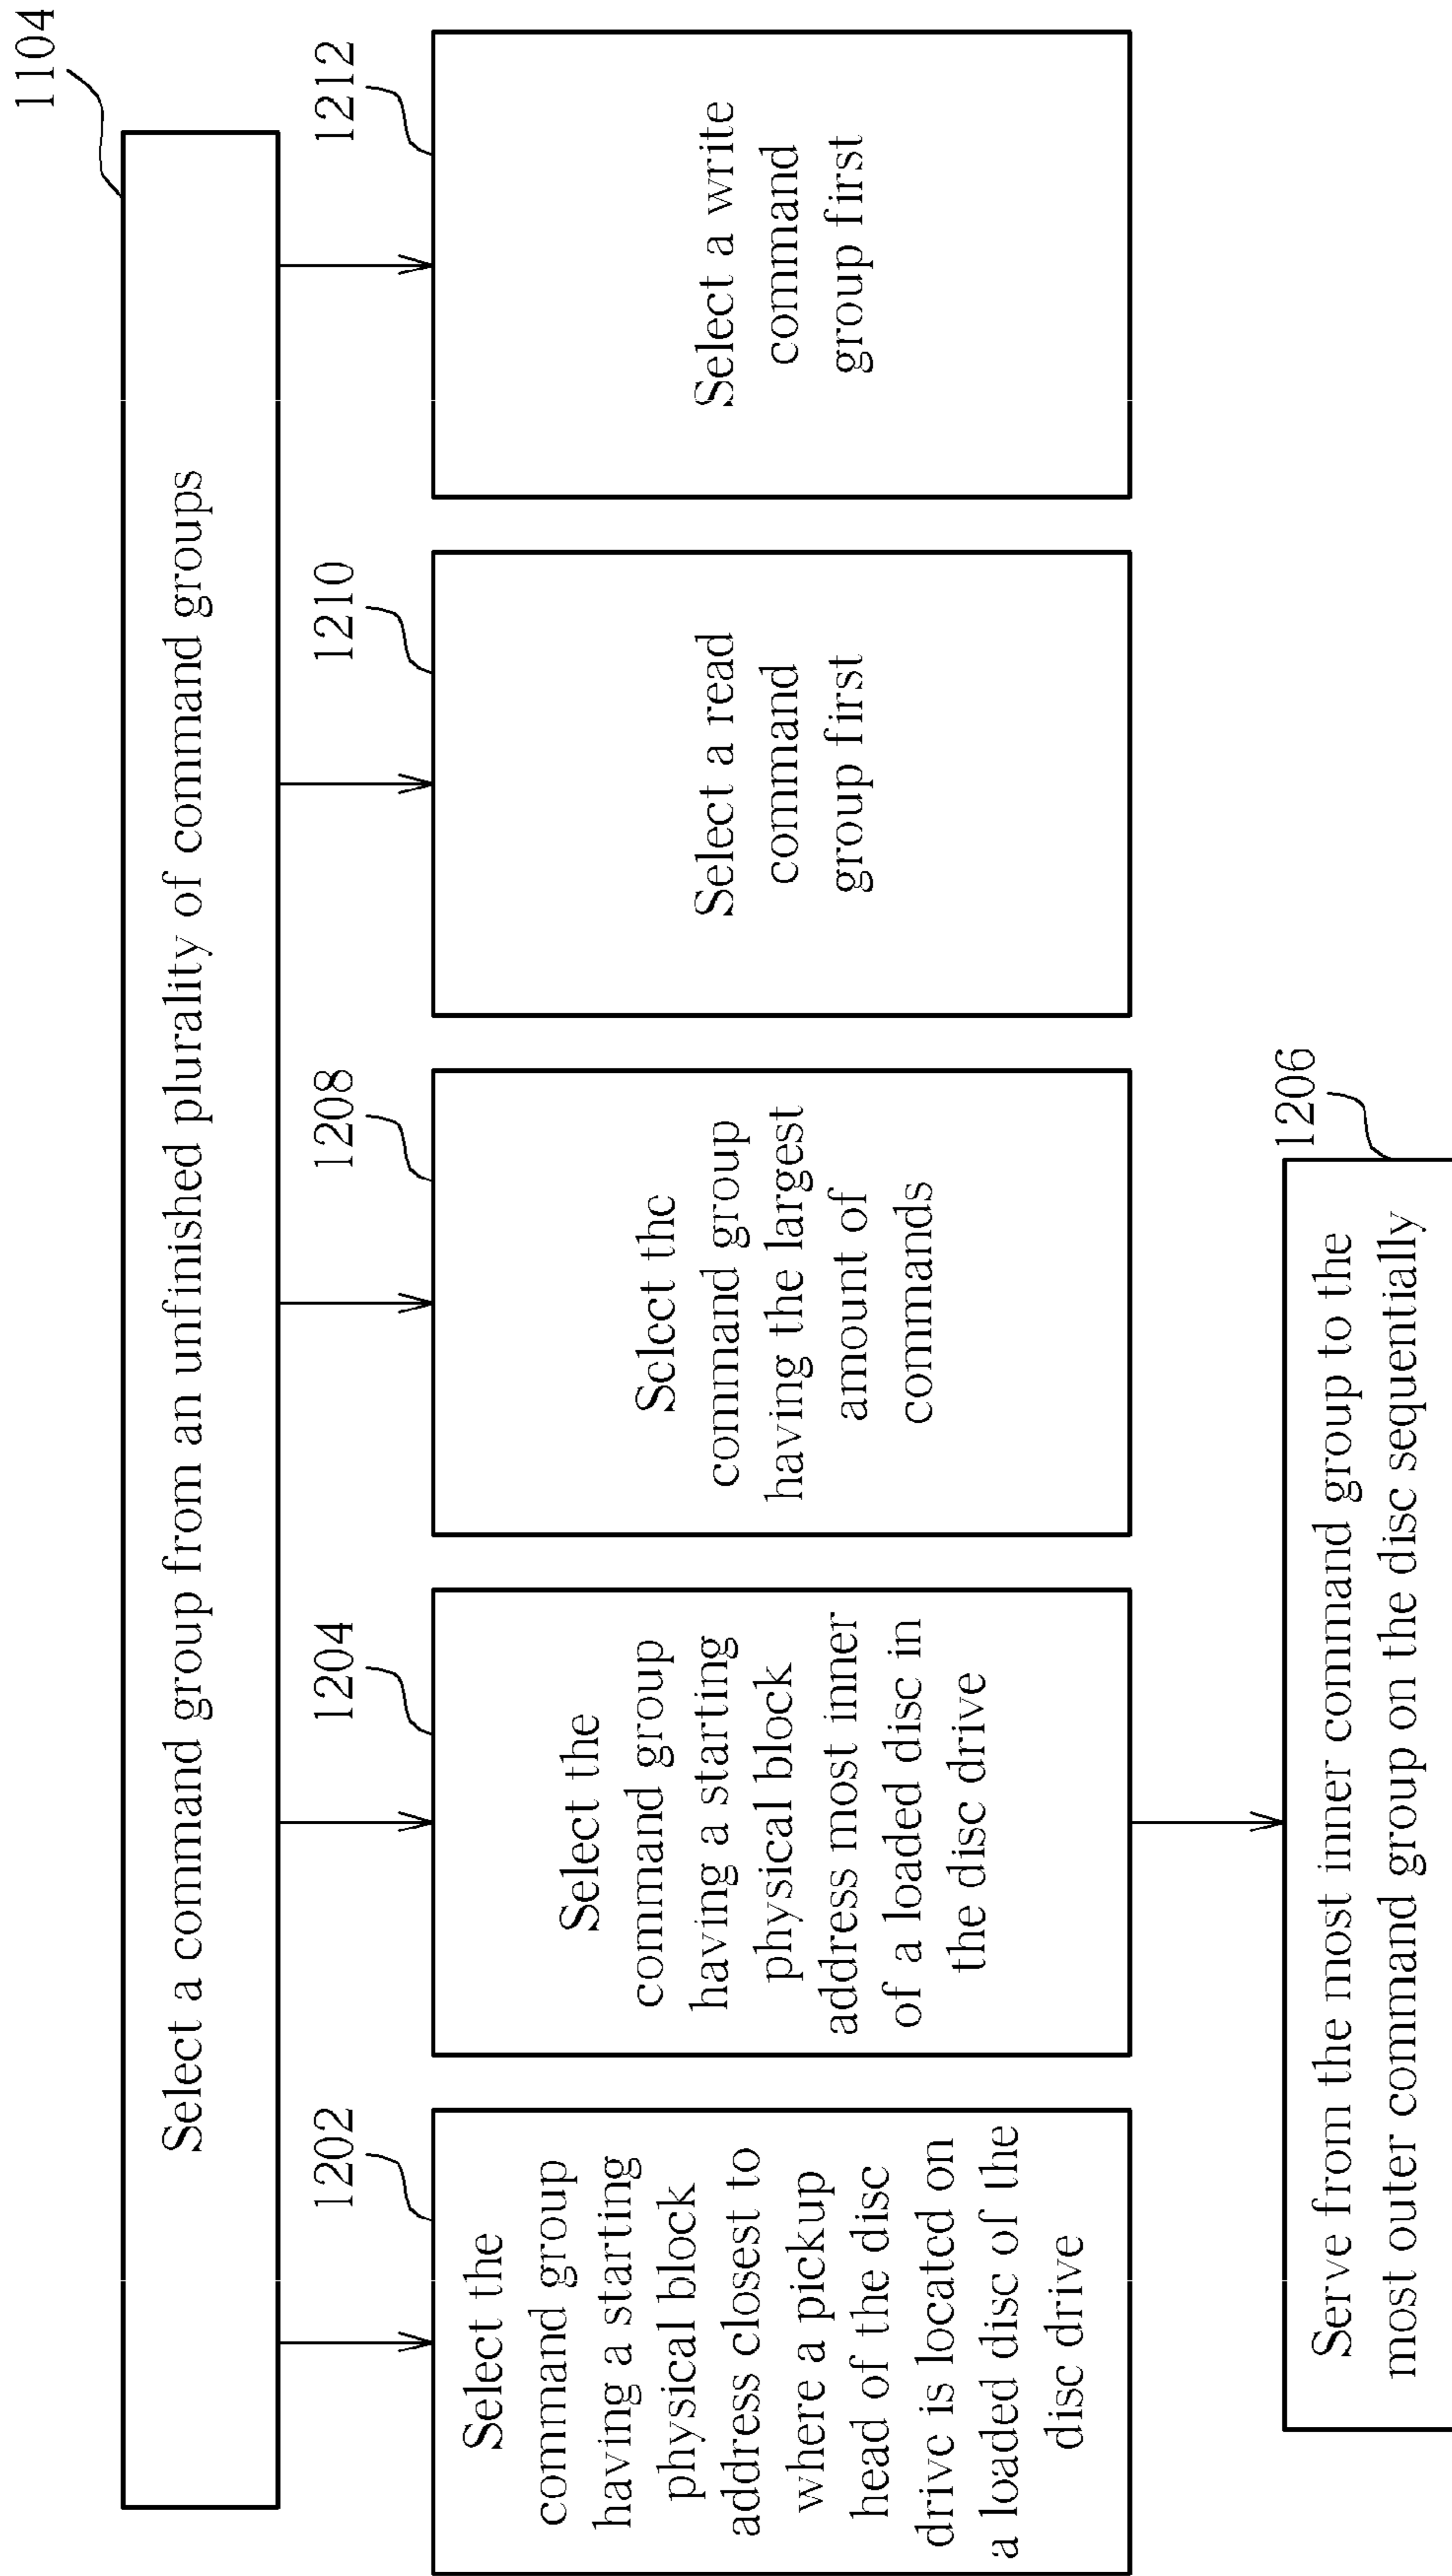 1104
Select a command group from an unfinished plurality of command groups
1202
Select the
command group
having a starting
physical block
address closest to
where a pickup
head of the disc
drive is located on
a loaded disc of the
disc drive
1204
Select the
command group
having a starting
physical block
address most inner
of a loaded disc in
the disc drive
1208
Select the
command group
having the largest
amount of
commands
1210
Select a read
command
group first
1212
Select a write
command
group first
1206
Serve from the most inner command group to the
most outer command group on the disc sequentially